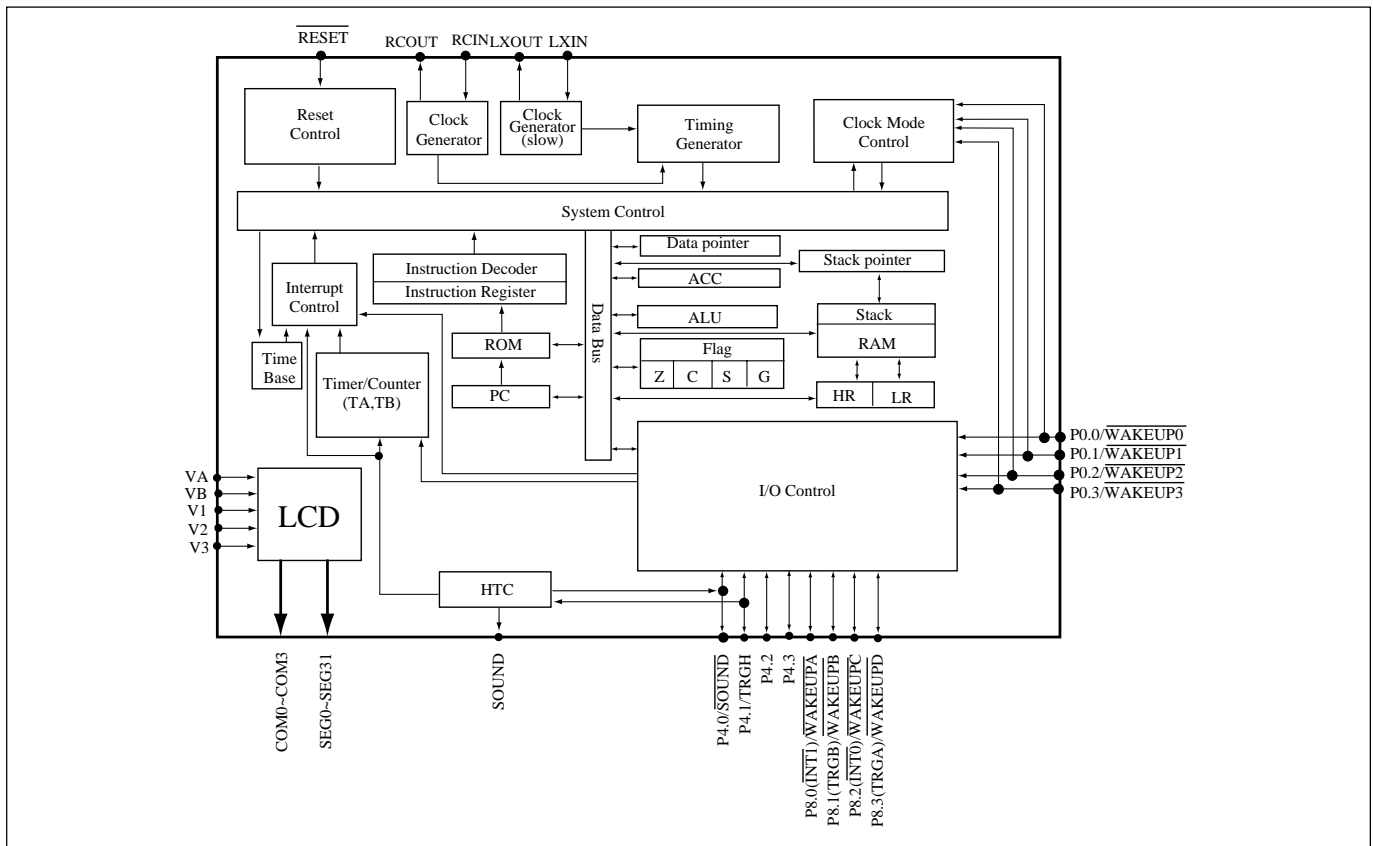 RESET
RCOUT RCIN LXOUT LXIN
Reset
Control
Clock
Generator
Clock
Generator
(slow)
Timing
Generator
Clock Mode
Control
System Control
Interrupt
Control
Instruction Decoder
Instruction Register
ROM
PC
Time
Base
Timer/Counter
(TA,TB)
Data Bus
Data pointer
Stack pointer
ACC
ALU
Stack
RAM
Flag
Z C S G
HR LR
P0.0/WAKEUP0
P0.1/WAKEUP1
P0.2/WAKEUP2
P0.3/WAKEUP3
I/O Control
VA
VB
V1
V2
V3
LCD
HTC
COM0~COM3
SEG0~SEG31
SOUND
P4.0/SOUND
P4.1/TRGH
P4.2
P4.3
P8.0(INT1)/WAKEUPA
P8.1(TRGB)/WAKEUPB
P8.2(INT0)/WAKEUPC
P8.3(TRGA)/WAKEUPD